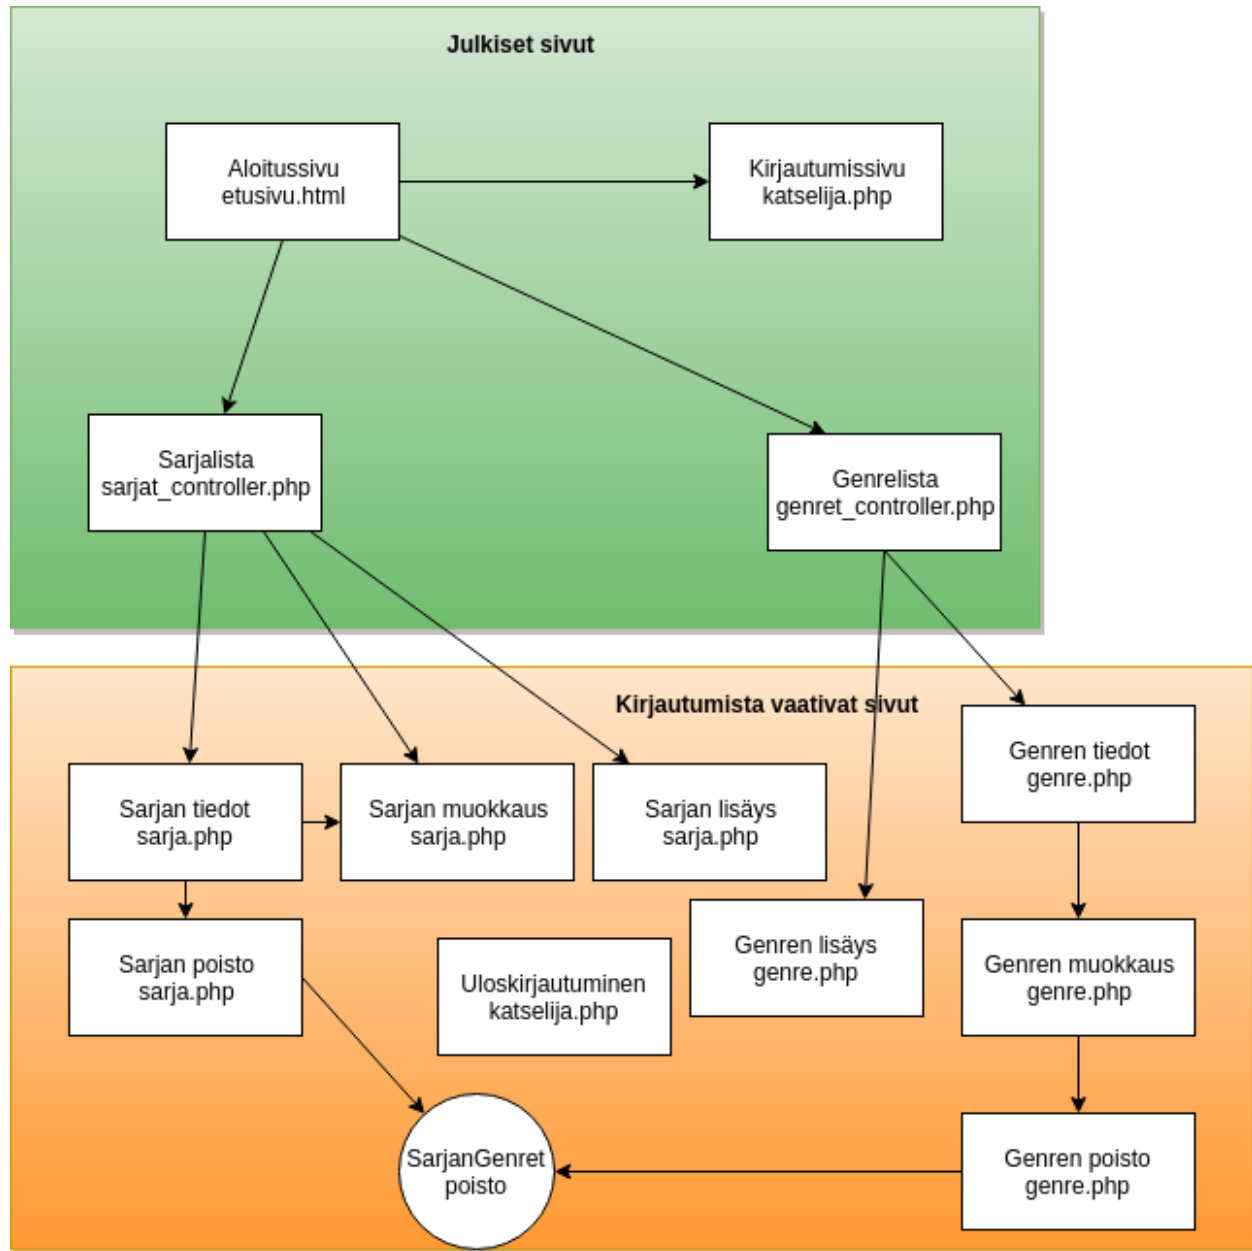 Julkiset sivut
Aloitussivu
etusivu.html
Kirjautumissivu
katselija.php
Sarjalista
sarjat_controller.php
Genrelista
genret_controller.php
Kirjautumista vaativat sivut
Genren tiedot
genre.php
Sarjan tiedot
sarja.php
Sarjan muokkaus
sarja.php
Sarjan lisäys
sarja.php
Sarjan poisto
sarja.php
Uloskirjautuminen
katselija.php
Genren lisäys
genre.php
Genren muokkaus
genre.php
SarjanGenret
poisto
Genren poisto
genre.php